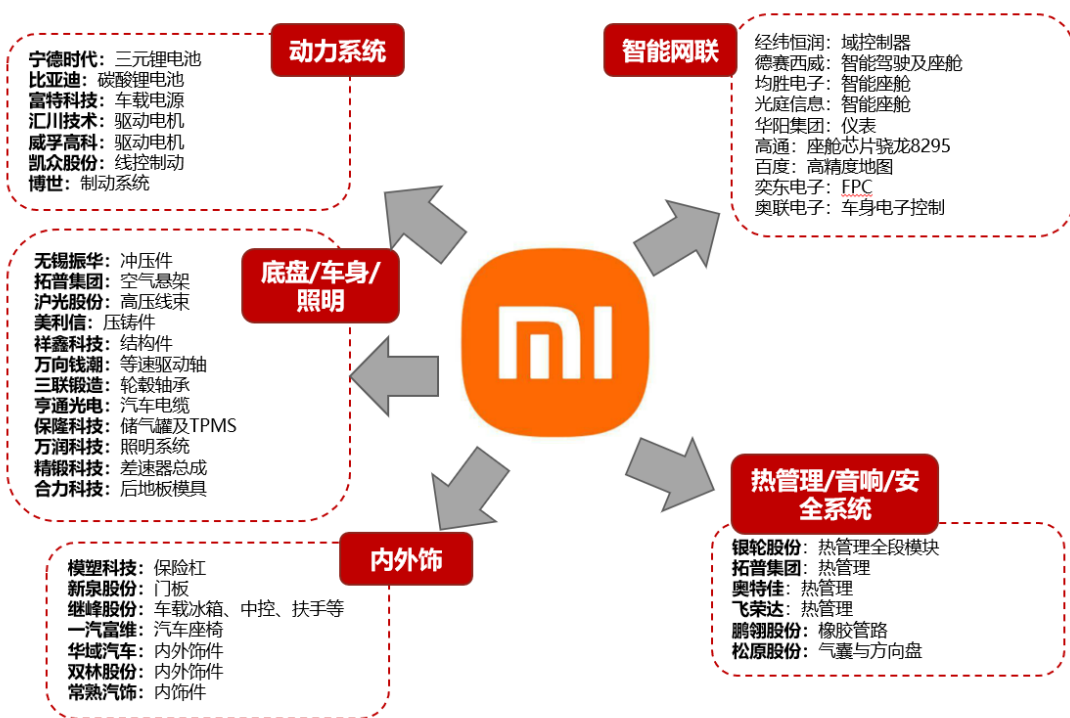 动力系统
宁德时代：三元锂电池
比亚迪：碳酸锂电池
富特科技：车载电源
汇川技术：驱动电机
威孚高科：驱动电机
凯众股份：线控制动
博世：制动系统
智能网联
经纬恒润：域控制器
德赛西威：智能驾驶及座舱
均胜电子：智能座舱
光庭信息：智能座舱
华阳集团：仪表
高通：座舱芯片骁龙8295
百度：高精度地图
奕东电子：FPC
奥联电子：车身电子控制
底盘/车身/
照明
无锡振华：冲压件
拓普集团：空气悬架
沪光股份：高压线束
美利信：压铸件
祥鑫科技：结构件
万向钱潮：等速驱动轴
三联锻造：轮毂轴承
亨通光电：汽车电缆
保隆科技：储气罐及TPMS
万润科技：照明系统
精锻科技：差速器总成
合力科技：后地板模具
mi
热管理/音响/安
全系统
银轮股份：热管理全段模块
拓普集团：热管理
奥特佳：热管理
飞荣达：热管理
鹏翎股份：橡胶管路
松原股份：气囊与方向盘
内外饰
模塑科技：保险杠
新泉股份：门板
继峰股份：车载冰箱、中控、扶手等
一汽富维：汽车座椅
华域汽车：内外饰件
双林股份：内外饰件
常熟汽饰：内饰件